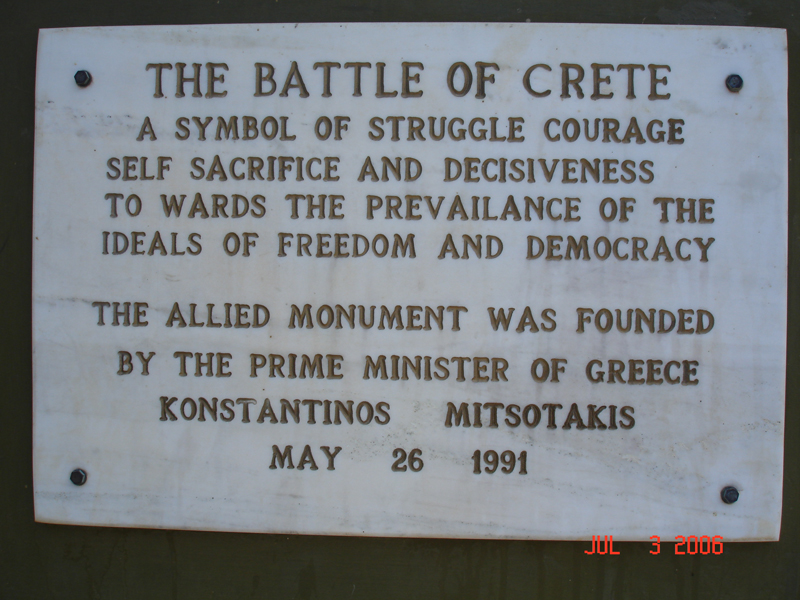 THE BATTLE OF CRETE
A SYMBOL OF STRUGGLE COURAGE
SELF SACRIFICE AND DECISIVENESS
TO WARDS THE PREVAILANCE OF THE
IDEALS OF FREEDOM AND DEMOCRACY
THE ALLIED MONUMENT WAS FOUNDED
BY THE PRIME MINISTER OF GREECE
KONSTANTINOS MITSOTAKIS
MAY 26 1991
JUL 3 2006